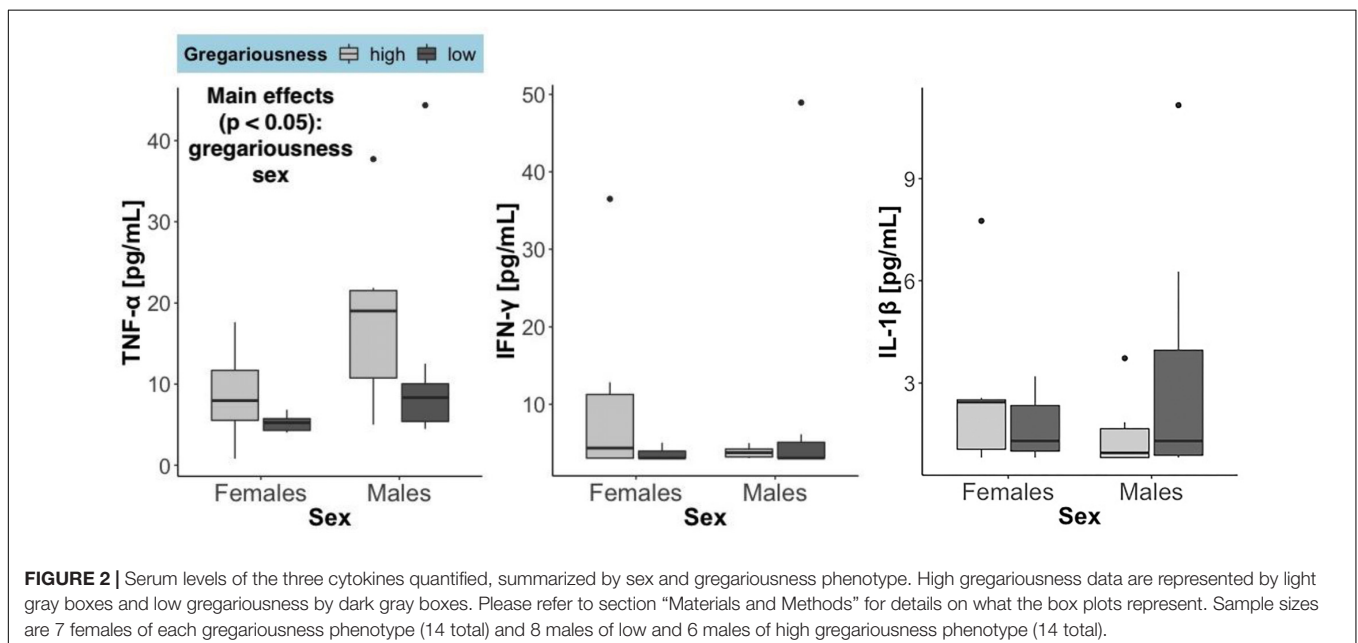 Gregariousness high low
Main effects
(p < 0.05):
gregariousness
sex
TNF-α [pg/mL]
40
30
20
10
0
Females Males
Sex
IFN-γ [pg/mL]
50
40
30
20
10
Females Males
Sex
IL-1β [pg/mL]
9
6
3
Females Males
Sex
FIGURE 2 | Serum levels of the three cytokines quantified, summarized by sex and gregariousness phenotype. High gregariousness data are represented by light
gray boxes and low gregariousness by dark gray boxes. Please refer to section “Materials and Methods” for details on what the box plots represent. Sample sizes
are 7 females of each gregariousness phenotype (14 total) and 8 males of low and 6 males of high gregariousness phenotype (14 total).